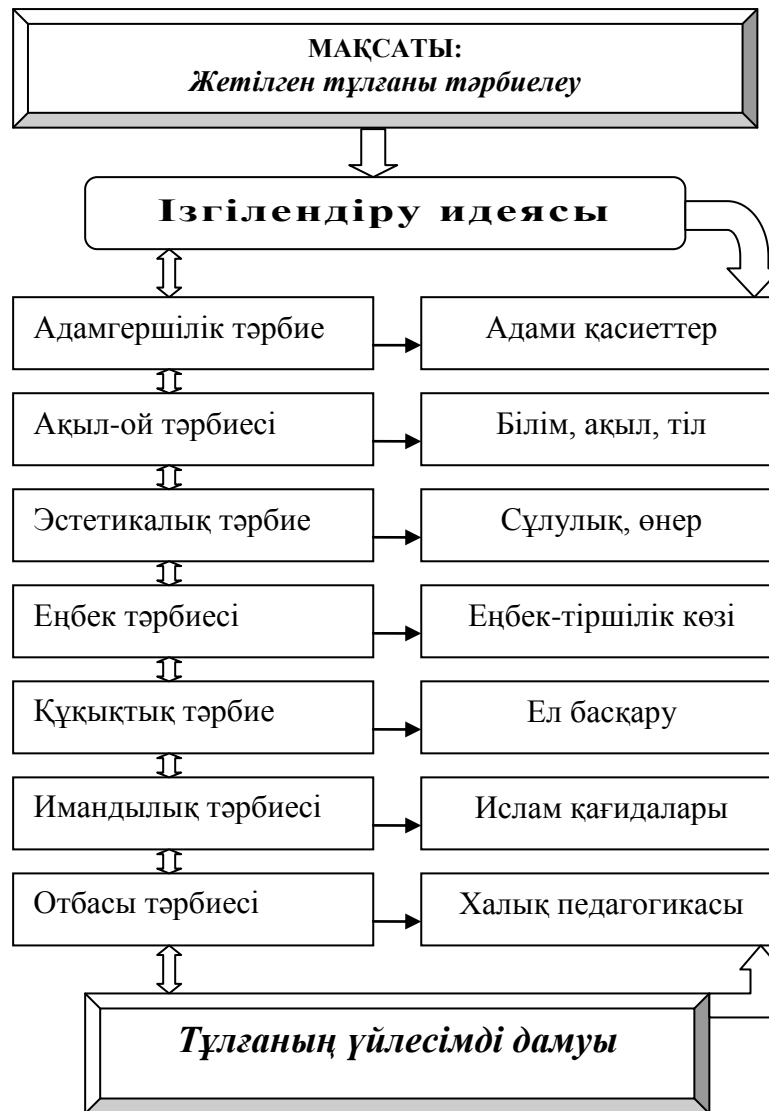 МАҚСАТЫ:
Жетілген тұлғаны тәрбиелеу
Ізгілендіру идеясы
Адамгершілік тәрбие
Адами қасиеттер
Ақыл-ой тәрбиесі
Білім, ақыл, тіл
Эстетикалық тәрбие
Сұлулық, өнер
Еңбек тәрбиесі
Еңбек-тіршілік көзі
Құқықтық тәрбие
Ел басқару
Имандылық тәрбиесі
Ислам қағидалары
Отбасы тәрбиесі
Халық педагогикасы
Тұлғаның үйлесімді дамуы